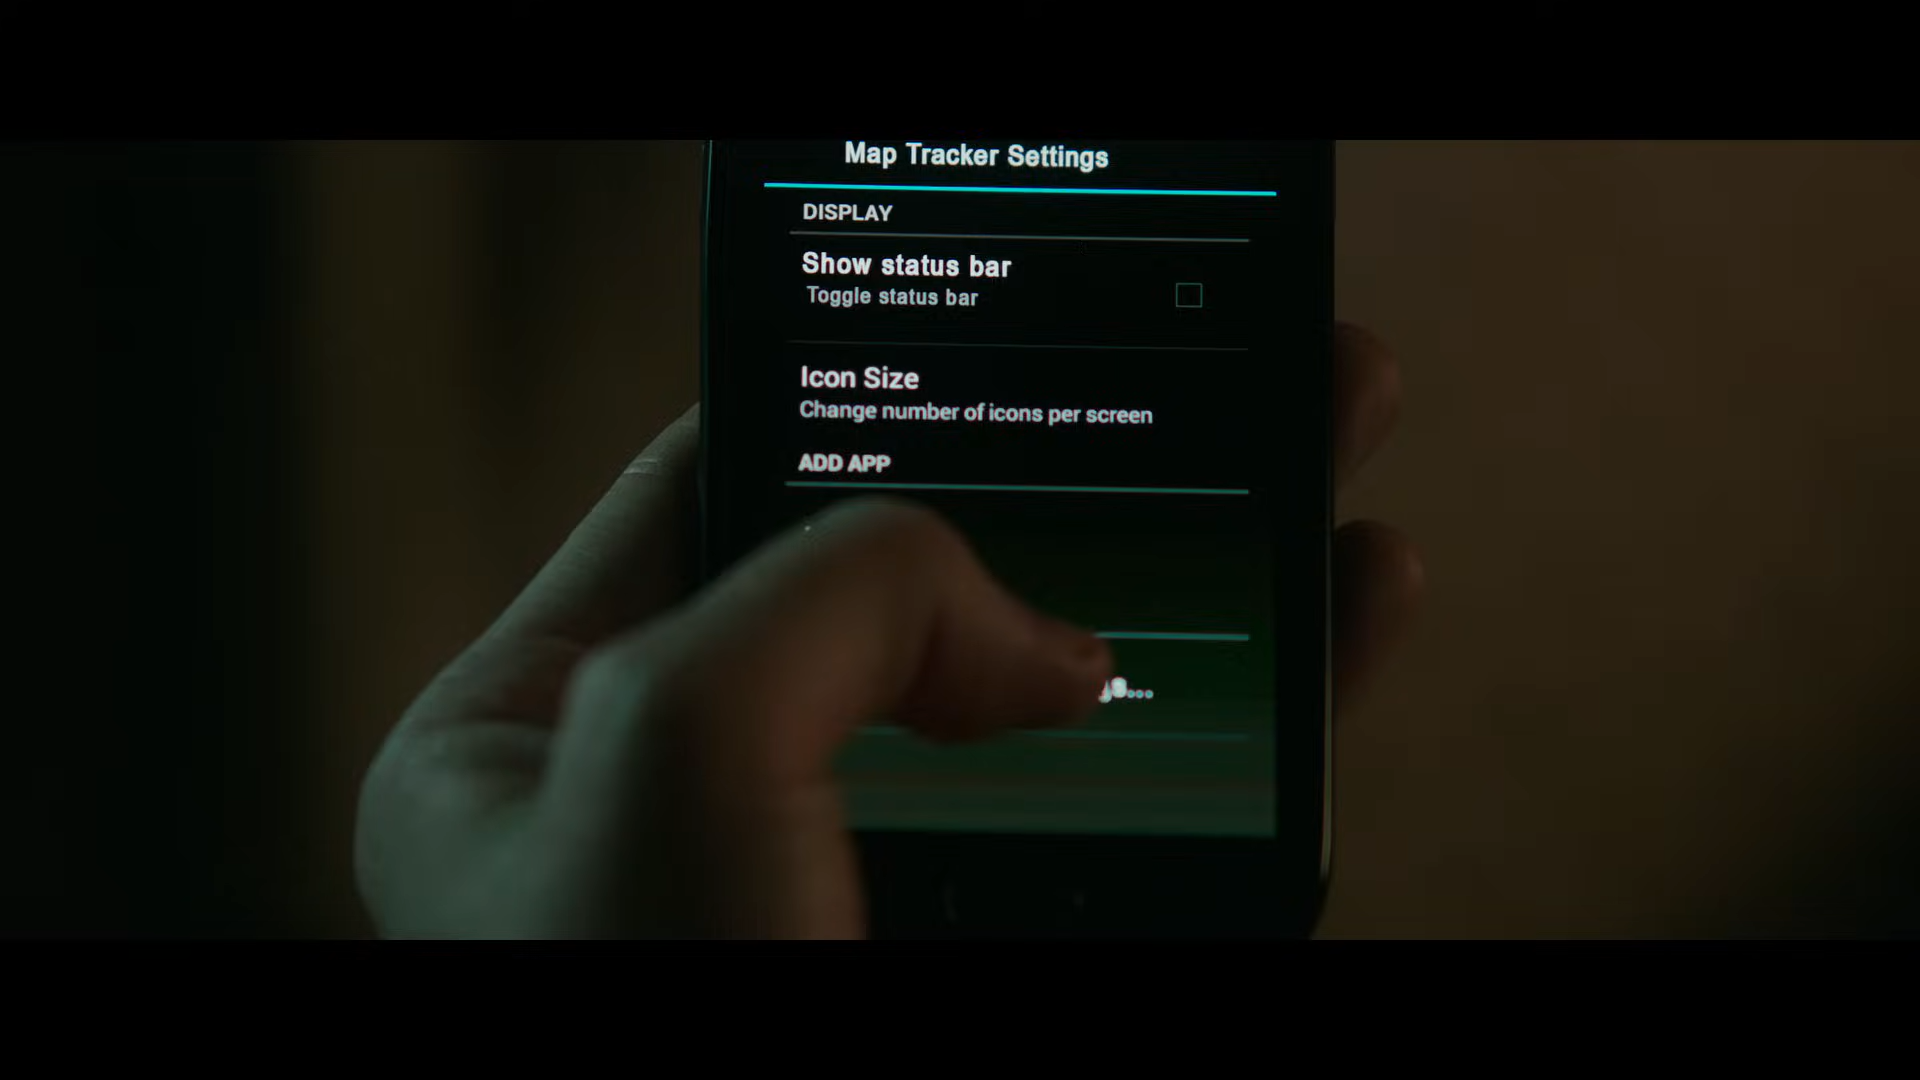 Map Tracker Settings
DISPLAY
Show status bar
Toggle status bar
Icon Size
Change number of icons per screen
ADD APP